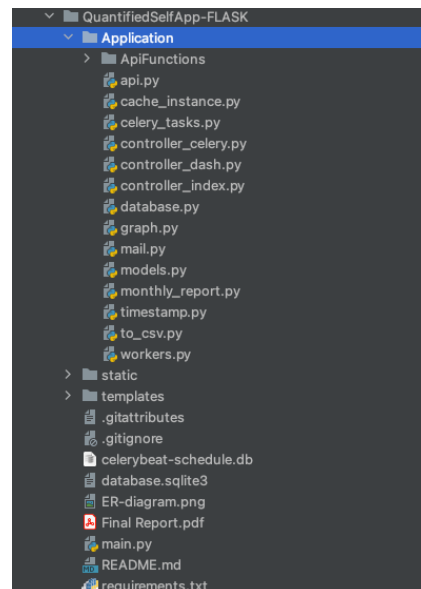 QuantifiedSelfApp-FLASK
Application
ApiFunctions
api.py
cache_instance.py
celery_tasks.py
controller_celery.py
controller_dash.py
controller_index.py
database.py
graph.py
mail.py
models.py
monthly_report.py
timestamp.py
to_csv.py
workers.py
static
templates
.gitattributes
.gitignore
celerybeat-schedule.db
database.sqlite3
ER-diagram.png
Final Report.pdf
main.py
README.md
requirements.txt